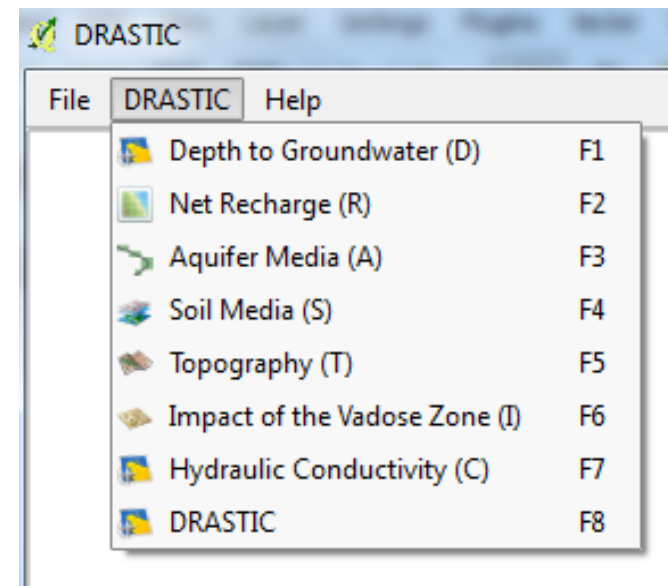 DRASTIC
File DRASTIC Help
Depth to Groundwater (D) F1
Net Recharge (R) F2
Aquifer Media (A) F3
Soil Media (S) F4
Topography (T) F5
Impact of the Vadose Zone (I) F6
Hydraulic Conductivity (C) F7
DRASTIC F8